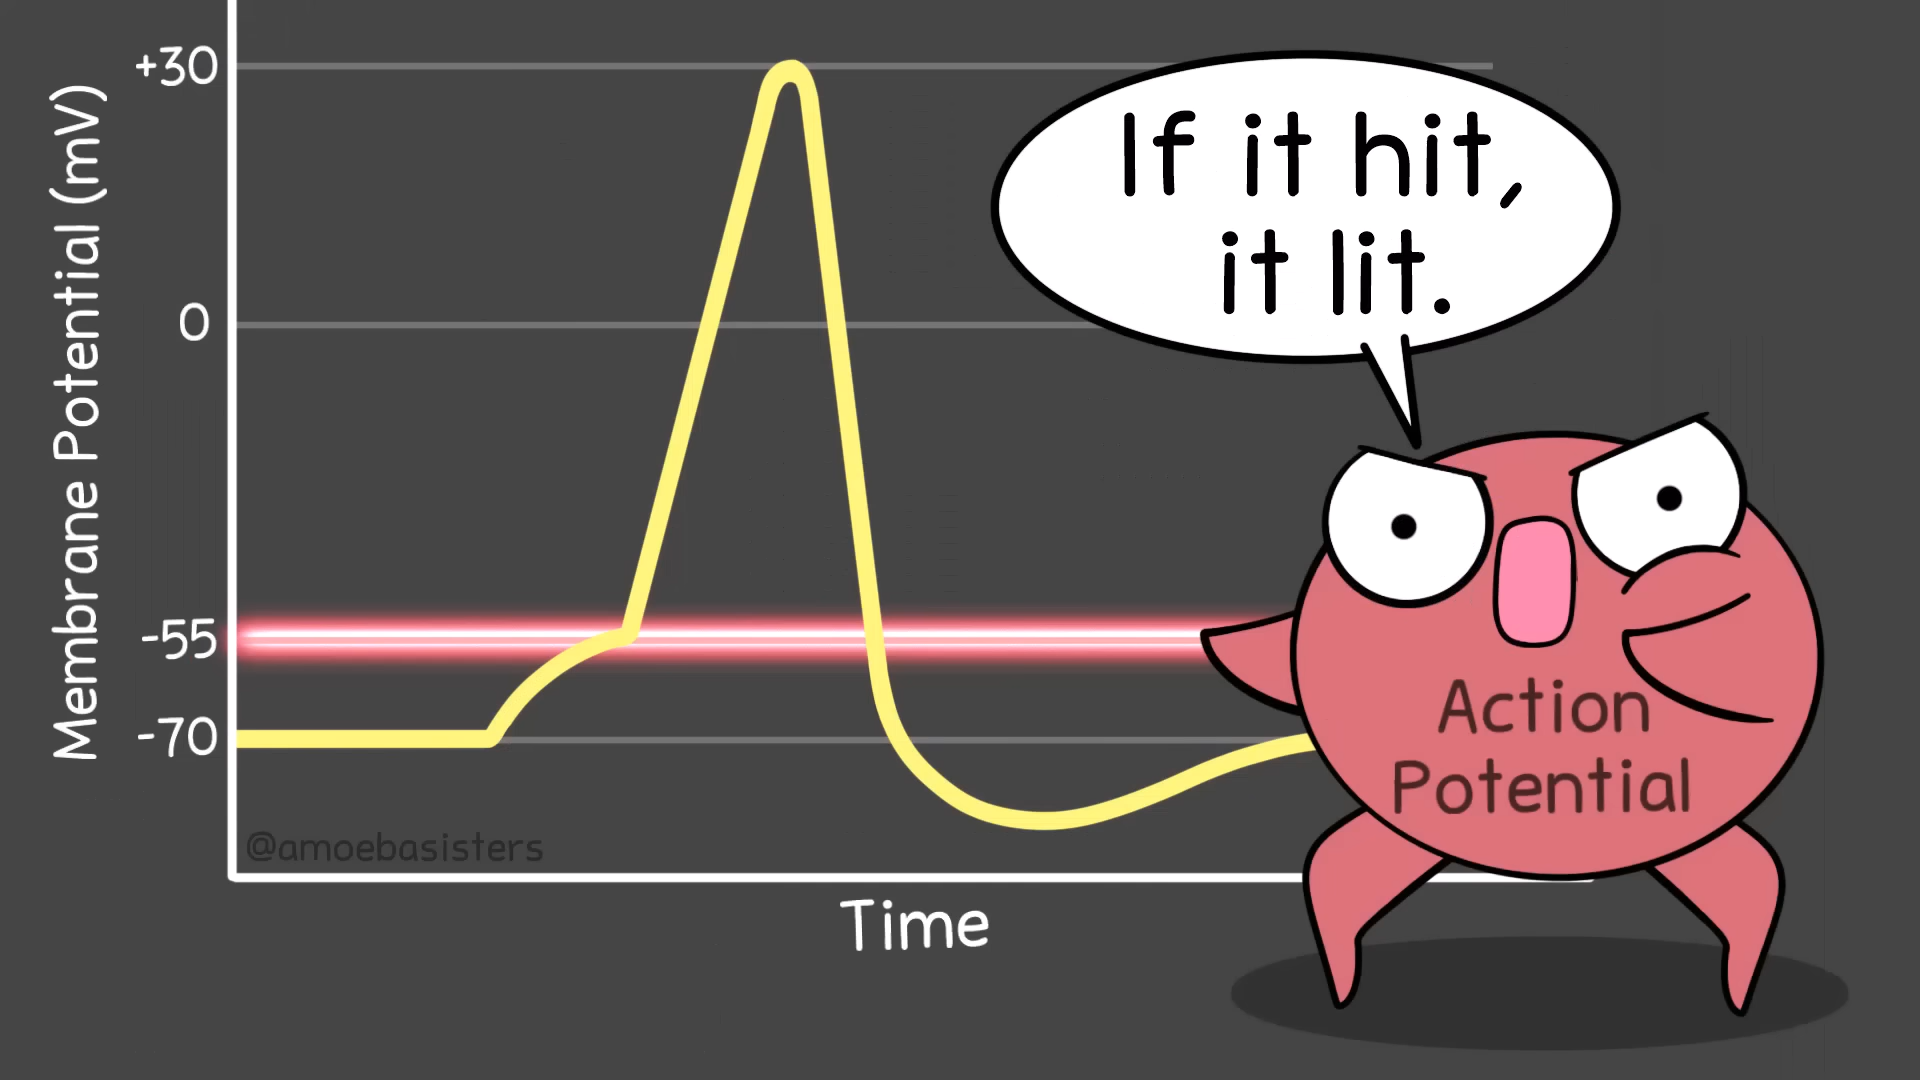 +30
0
-55
-70
Membrane Potential (mV)
Time
@amoebasisters
If it hit,
it lit.
Action
Potential